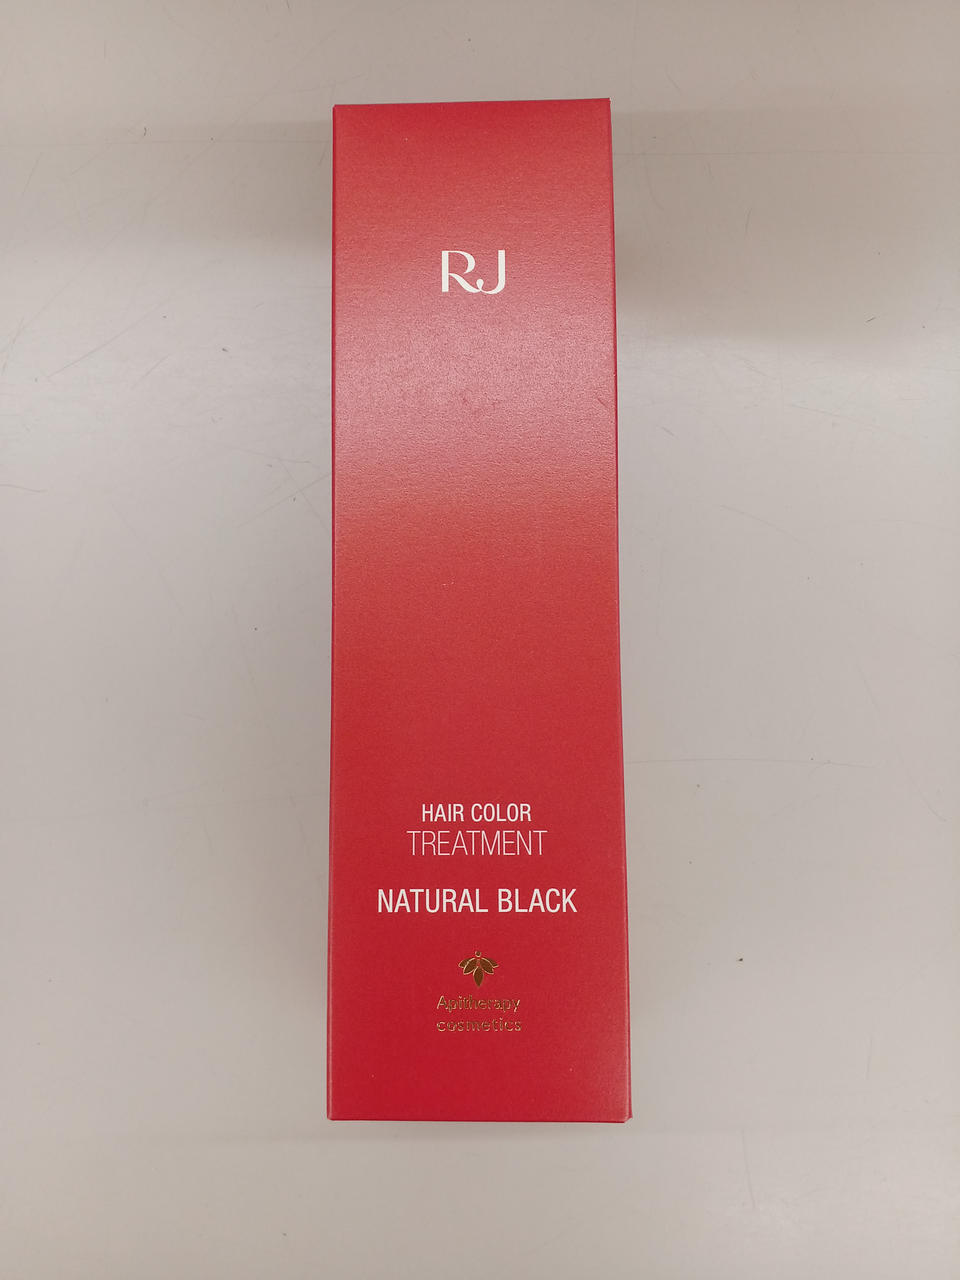 RJ
HAIR COLOR
TREATMENT
NATURAL BLACK
Apitherapy
cosmetics